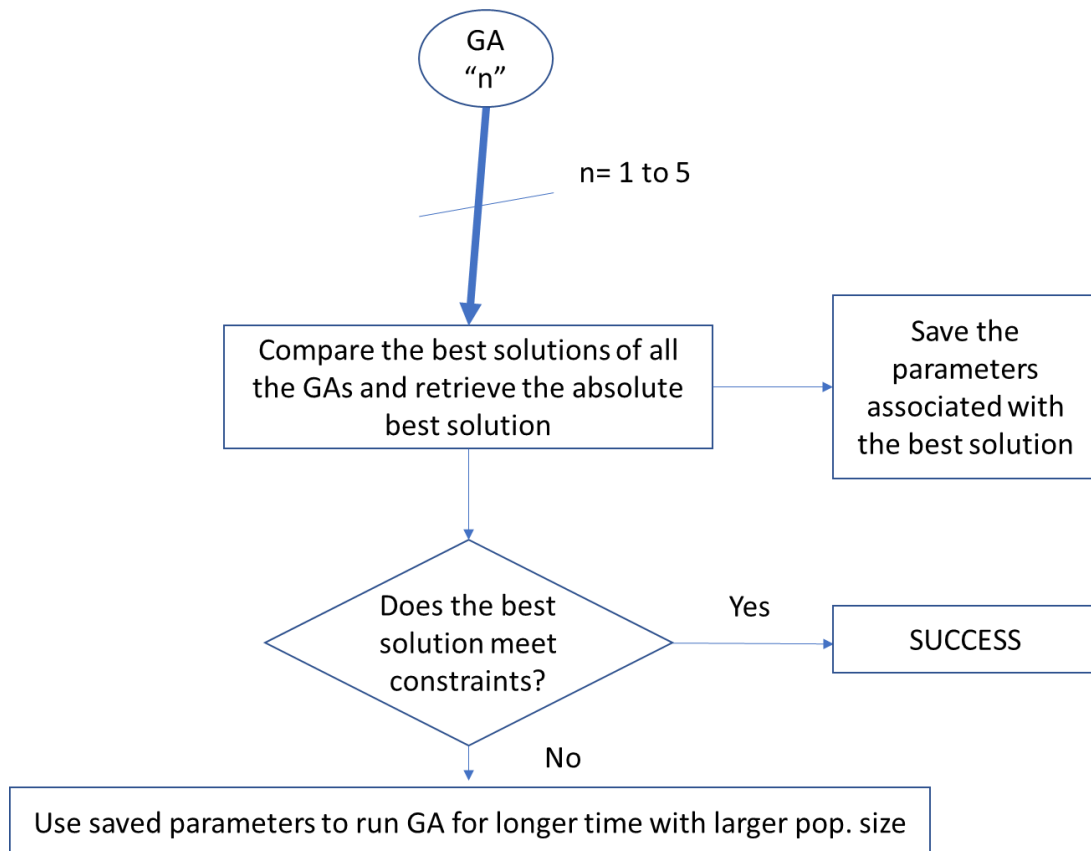 GA
“n”
n= 1 to 5
Compare the best solutions of all
the GAs and retrieve the absolute
best solution
Save the
parameters
associated with
the best solution
Does the best
solution meet
constraints?
Yes
SUCCESS
No
Use saved parameters to run GA for longer time with larger pop. size